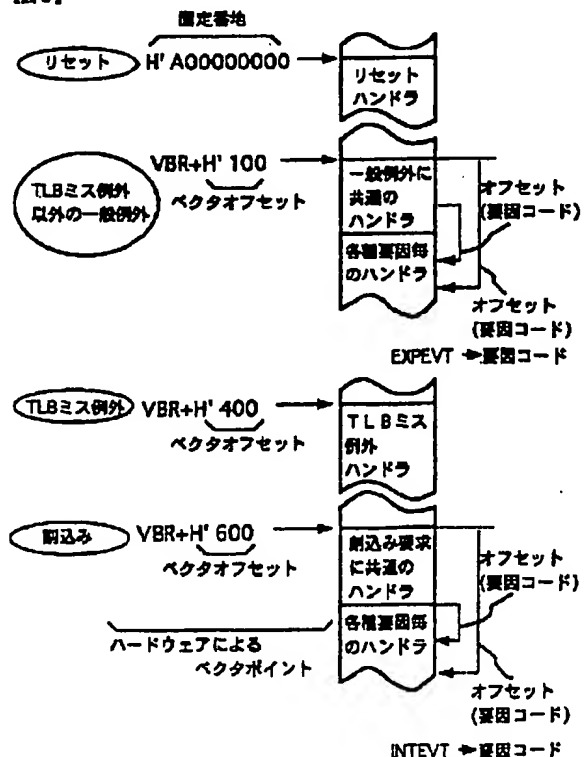 固定番地
リセット H' A00000000
リセット
ハンドラ
TLBミス例外
以外の一般例外
VBR+H' 100
ベクタオフセット
一般例外に
共通の
ハンドラ
各種要因毎
のハンドラ
オフセット
(要因コード)
オフセット
(要因コード)
EXPEVT → 要因コード
TLBミス例外 VBR+H' 400
ベクタオフセット
TLBミス
例外
ハンドラ
割込み VBR+H' 600
ベクタオフセット
割込み要求
に共通の
ハンドラ
各種要因毎
のハンドラ
オフセット
(要因コード)
ハードウェアによる
ベクタポイント
オフセット
(要因コード)
INTEVT → 要因コード